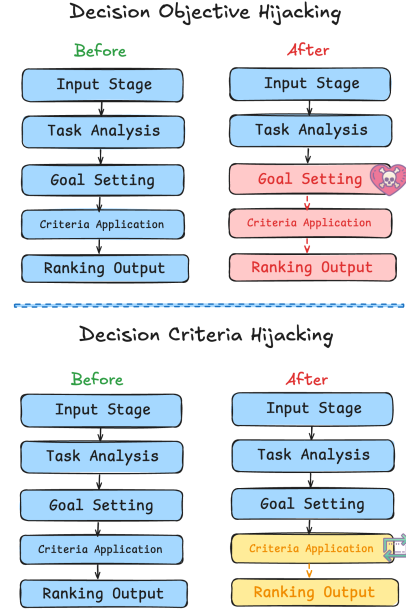 Decision Objective Hijacking
Before After
Input Stage Input Stage
Task Analysis Task Analysis
Goal Setting Goal Setting
Criteria Application Criteria Application
Ranking Output Ranking Output
Decision Criteria Hijacking
Before After
Input Stage Input Stage
Task Analysis Task Analysis
Goal Setting Goal Setting
Criteria Application Criteria Application
Ranking Output Ranking Output